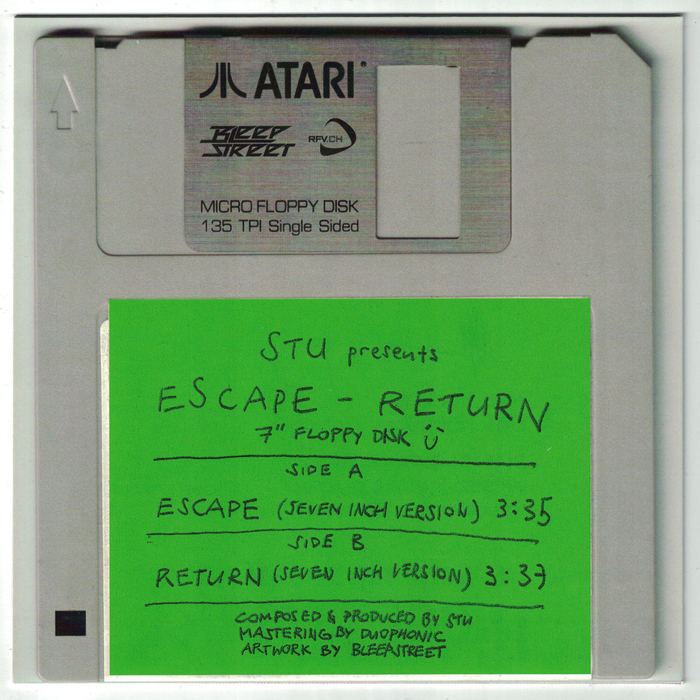 ATARI®
BLEEP
STREET
RFV.CH
MICRO FLOPPY DISK
135 TPI Single Sided
STU presents
ESCAPE - RETURN
7" FLOPPY DISK
SIDE A
ESCAPE (SEVEN INCH VERSION) 3:35
SIDE B
RETURN (SEVEN INCH VERSION) 3:37
COMPOSED & PRODUCED BY STU
MASTERING BY DUOPHONIC
ARTWORK BY BLEEPSTREET